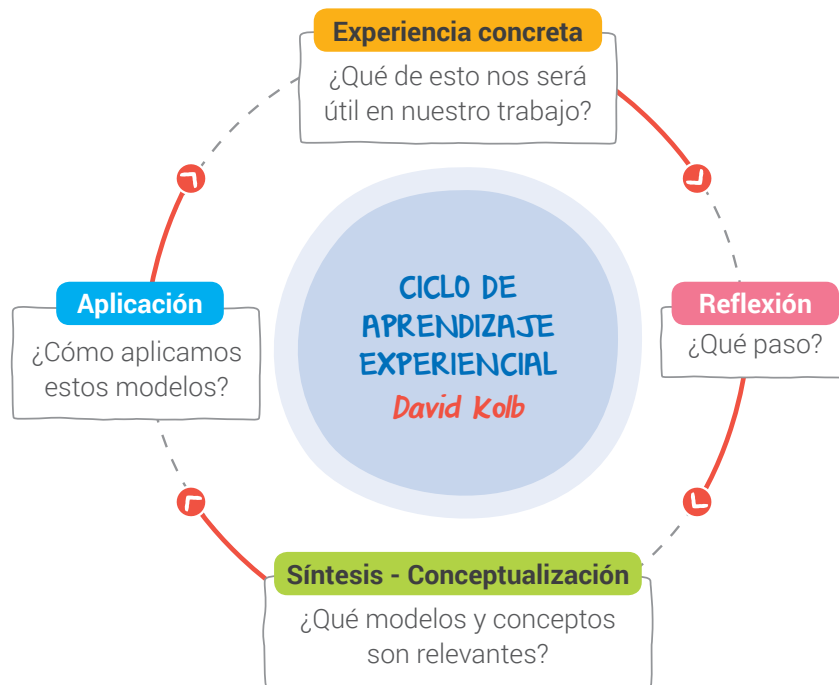 Experiencia concreta
¿Qué de esto nos será
útil en nuestro trabajo?
Aplicación
¿Cómo aplicamos
estos modelos?
CICLO DE
APRENDIZAJE
EXPERIENCIAL
David Kolb
Reflexión
¿Qué paso?
Síntesis - Conceptualización
¿Qué modelos y conceptos
son relevantes?